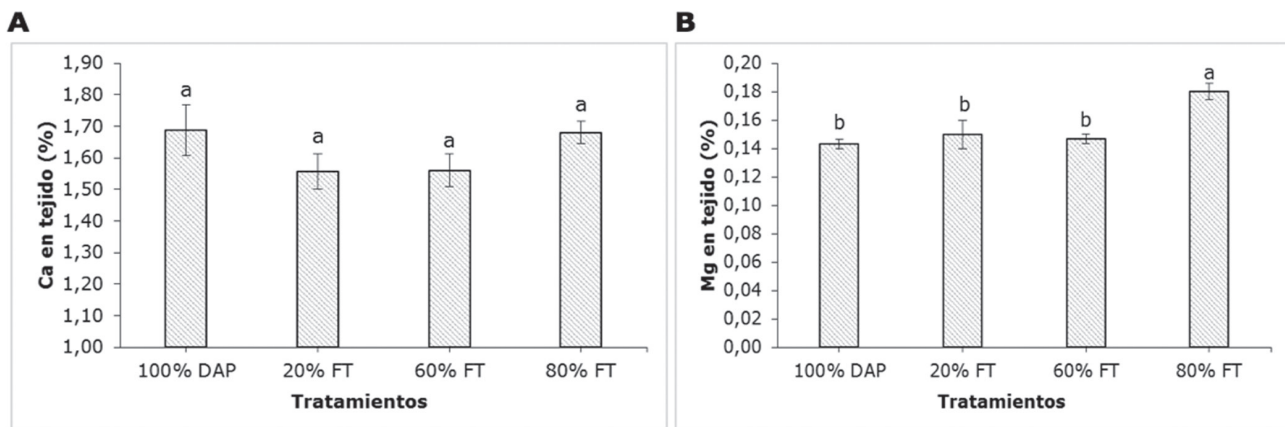 A
Ca en tejido (%)
1,90
1,80
1,70
1,60
1,50
1,40
1,30
1,20
1,10
1,00
a
a
a
a
100% DAP 20% FT 60% FT 80% FT
Tratamientos
B
Mg en tejido (%)
0,20
0,18
0,16
0,14
0,12
0,10
0,08
0,06
0,04
0,02
0,00
b
b
b
a
100% DAP 20% FT 60% FT 80% FT
Tratamientos